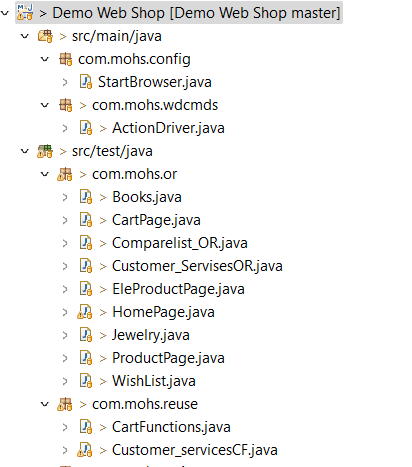 > Demo Web Shop [Demo Web Shop master]
> src/main/java
com.mohs.config
StartBrowser.java
> com.mohs.wdcmds
> ActionDriver.java
> src/test/java
> com.mohs.or
> Books.java
> CartPage.java
> Comparelist_OR.java
> Customer_ServisesOR.java
> EleProductPage.java
> HomePage.java
> Jewelry.java
> ProductPage.java
> WishList.java
> com.mohs.reuse
> CartFunctions.java
> Customer_servicesCF.java